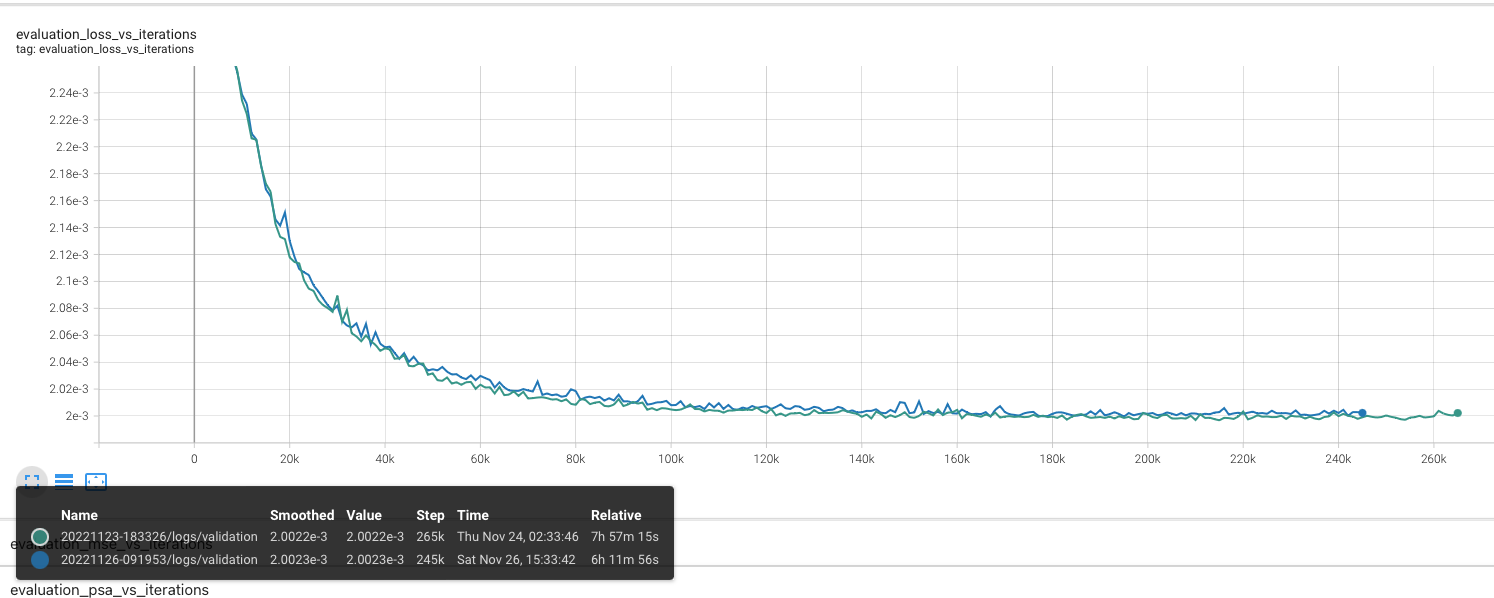 evaluation_loss_vs_iterations
tag: evaluation_loss_vs_iterations
2.24e-3
2.22e-3
2.2e-3
2.18e-3
2.16e-3
2.14e-3
2.12e-3
2.1e-3
2.08e-3
2.06e-3
2.04e-3
2.02e-3
2e-3
0 20k 40k 60k 80k 100k 120k 140k 160k 180k 200k 220k 240k 260k
Name Smoothed Value Step Time Relative
20221123-183326/logs/validation 2.0022e-3 2.0022e-3 265k Thu Nov 24, 02:33:46 7h 57m 15s
evaluation_mse_vs_iterations
20221126-091953/logs/validation 2.0023e-3 2.0023e-3 245k Sat Nov 26, 15:33:42 6h 11m 56s
evaluation_psa_vs_iterations